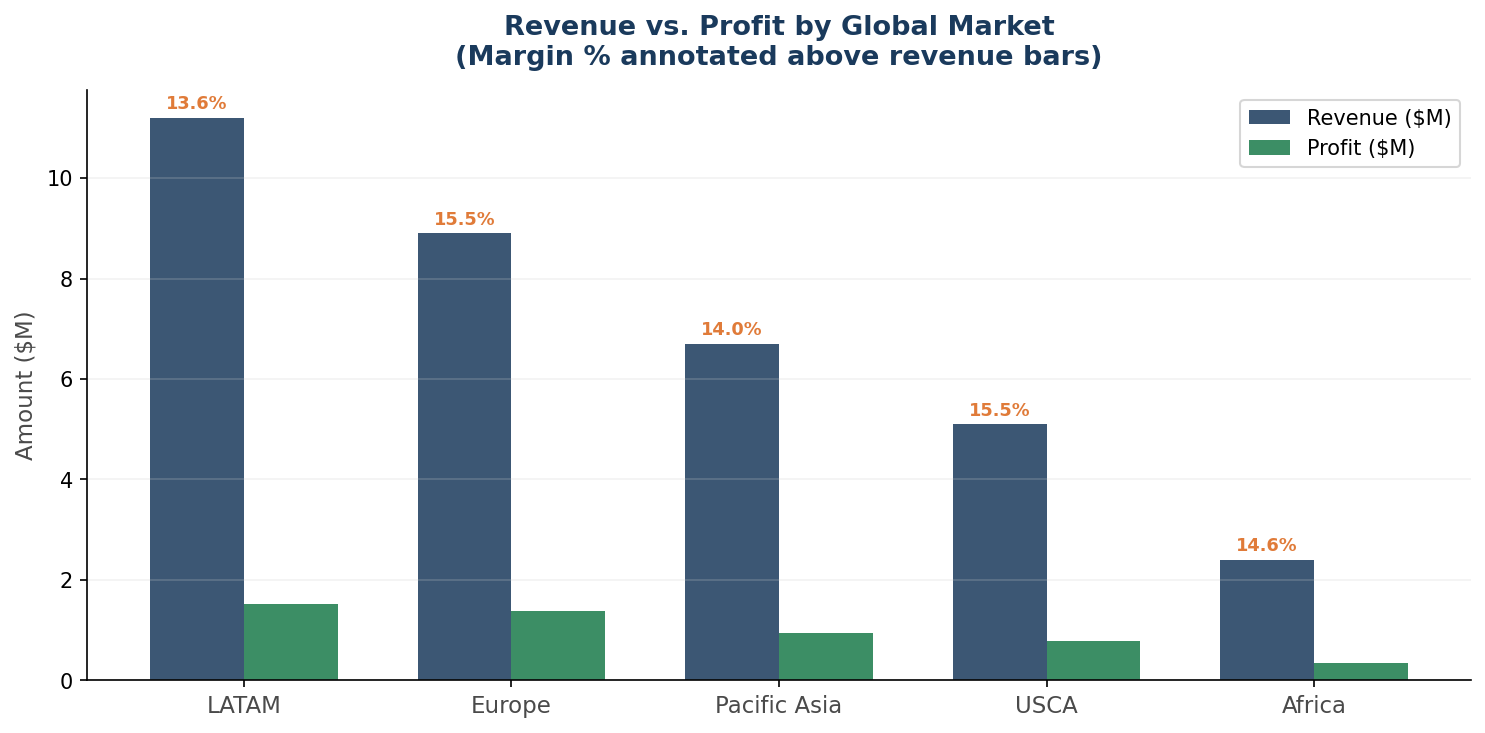 Revenue vs. Profit by Global Market
(Margin % annotated above revenue bars)
13.6%
Revenue ($M)
Profit ($M)
15.5%
14.0%
15.5%
14.6%
Amount ($M)
10
8
6
4
2
0
LATAM
Europe
Pacific Asia
USCA
Africa